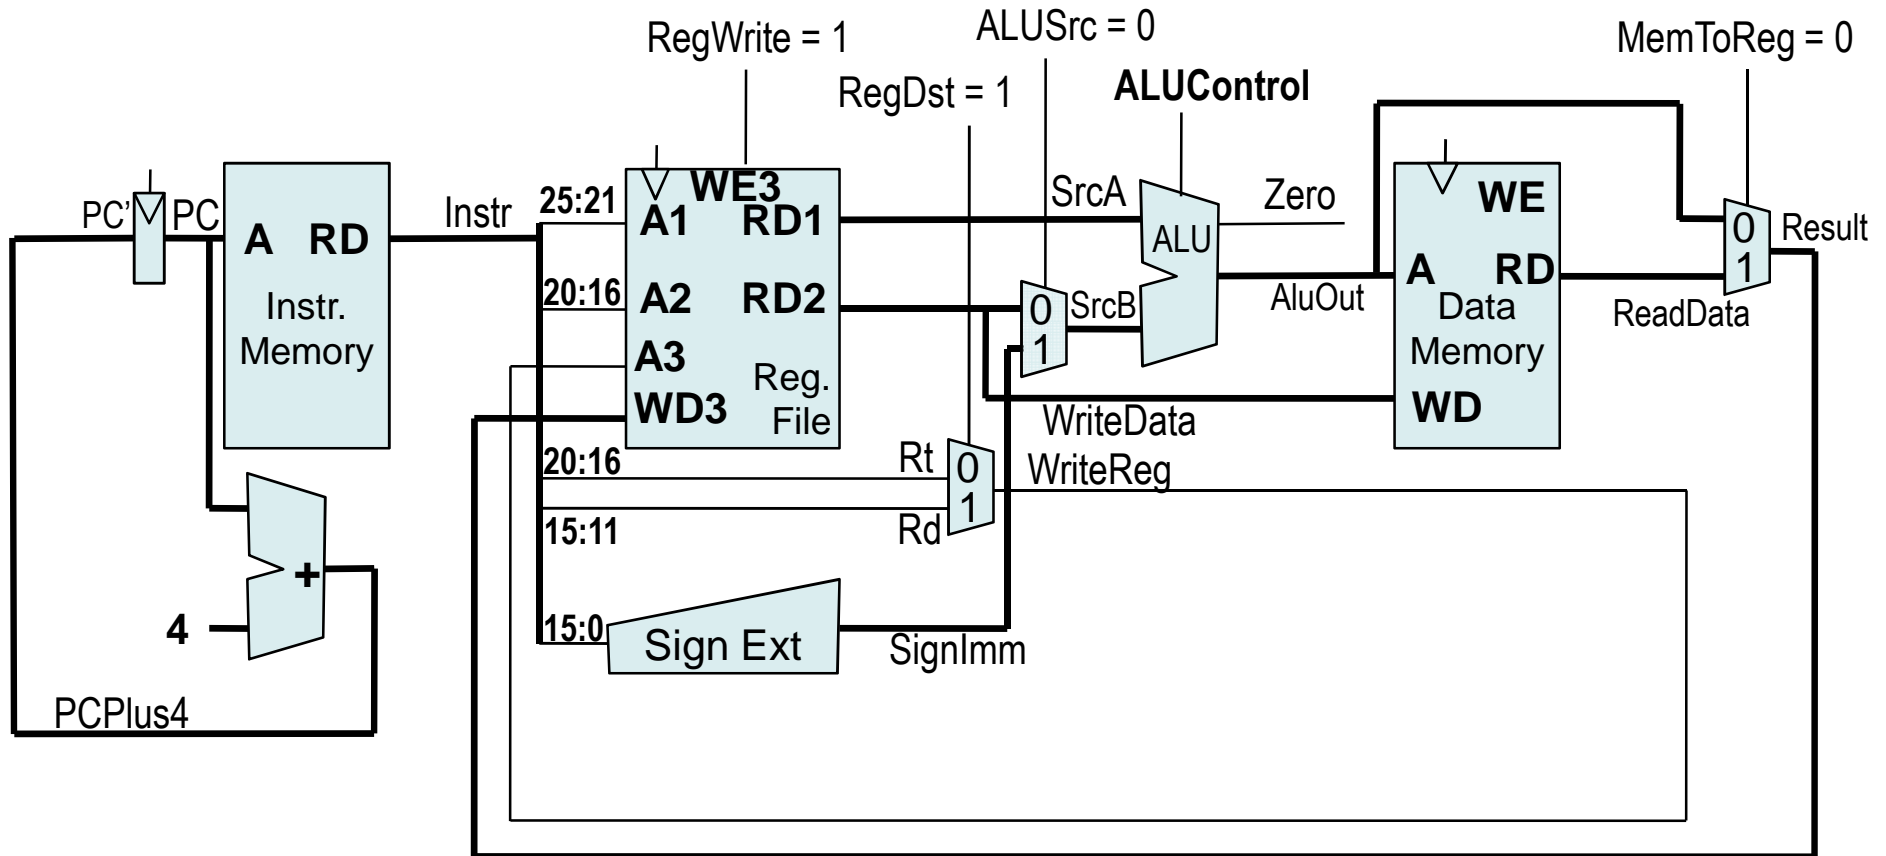 RegWrite = 1
ALUSrc = 0
MemToReg = 0
RegDst = 1
ALUControl
PC'
PC
A RD
Instr.
Memory
Instr
25:21
WE3
A1 RD1
20:16
A2 RD2
A3
WD3
Reg.
File
SrcA
ALU
Zero
0
1
SrcB
AluOut
WE
A RD
Data
Memory
WD
ReadData
0
1
Result
WriteData
WriteReg
20:16
Rt
0
1
15:11
Rd
+
4
15:0
Sign Ext
SignImm
PCPlus4